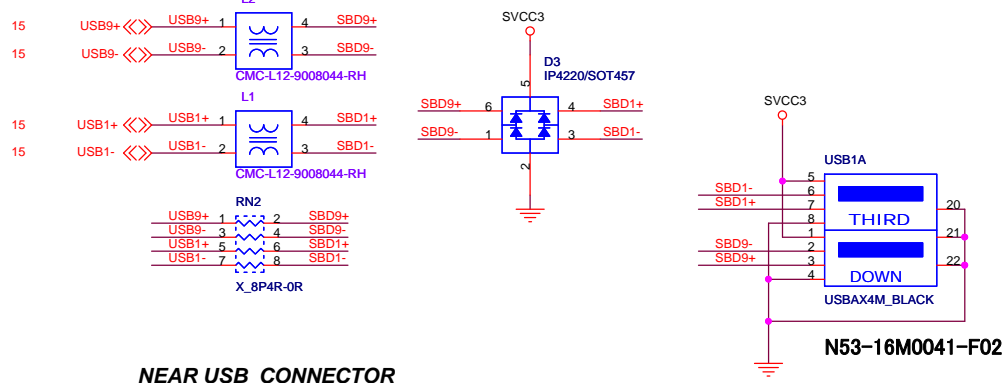 L2
15 USB9+ USB9+ 1 4 SBD9+
15 USB9- USB9- 2 3 SBD9-
CMC-L12-9008044-RH
L1
15 USB1+ USB1+ 1 4 SBD1+
15 USB1- USB1- 2 3 SBD1-
CMC-L12-9008044-RH
RN2
USB9+ 1 2 SBD9+
USB9- 3 4 SBD9-
USB1+ 5 6 SBD1+
USB1- 7 8 SBD1-
X_8P4R-0R
NEAR USB CONNECTOR
SVCC3
D3
IP4220/SOT457
5
SBD9+ 6 4 SBD1+
SBD9- 1 3 SBD1-
2
SVCC3
USB1A
5
SBD1- 6
SBD1+ 7 20
8 THIRD
1 21
SBD9- 2
SBD9+ 3 22
4 DOWN
USBAX4M_BLACK
N53-16M0041-F02